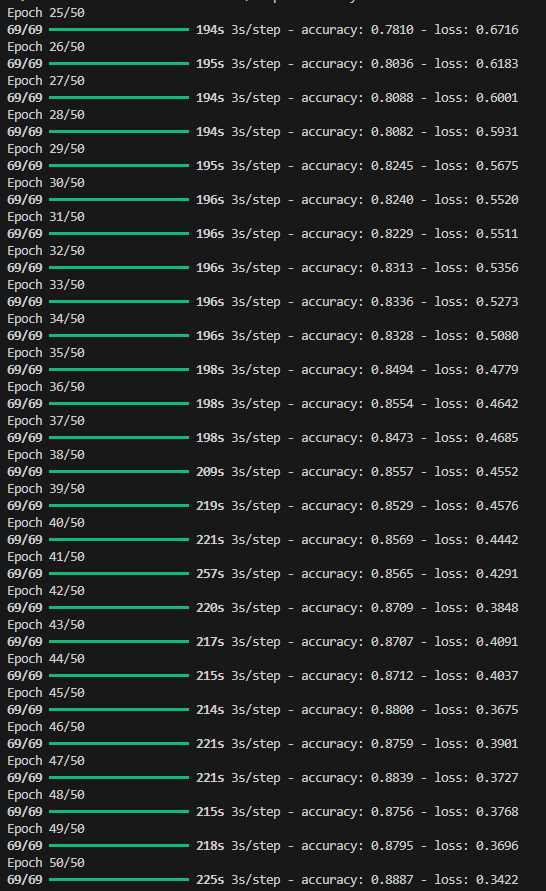 Epoch 25/50
69/69 194s 3s/step - accuracy: 0.7810 - loss: 0.6716
Epoch 26/50
69/69 195s 3s/step - accuracy: 0.8036 - loss: 0.6183
Epoch 27/50
69/69 194s 3s/step - accuracy: 0.8088 - loss: 0.6001
Epoch 28/50
69/69 194s 3s/step - accuracy: 0.8082 - loss: 0.5931
Epoch 29/50
69/69 195s 3s/step - accuracy: 0.8245 - loss: 0.5675
Epoch 30/50
69/69 196s 3s/step - accuracy: 0.8240 - loss: 0.5520
Epoch 31/50
69/69 196s 3s/step - accuracy: 0.8229 - loss: 0.5511
Epoch 32/50
69/69 196s 3s/step - accuracy: 0.8313 - loss: 0.5356
Epoch 33/50
69/69 196s 3s/step - accuracy: 0.8336 - loss: 0.5273
Epoch 34/50
69/69 196s 3s/step - accuracy: 0.8328 - loss: 0.5080
Epoch 35/50
69/69 198s 3s/step - accuracy: 0.8494 - loss: 0.4779
Epoch 36/50
69/69 198s 3s/step - accuracy: 0.8554 - loss: 0.4642
Epoch 37/50
69/69 198s 3s/step - accuracy: 0.8473 - loss: 0.4685
Epoch 38/50
69/69 209s 3s/step - accuracy: 0.8557 - loss: 0.4552
Epoch 39/50
69/69 219s 3s/step - accuracy: 0.8529 - loss: 0.4576
Epoch 40/50
69/69 221s 3s/step - accuracy: 0.8569 - loss: 0.4442
Epoch 41/50
69/69 257s 3s/step - accuracy: 0.8565 - loss: 0.4291
Epoch 42/50
69/69 220s 3s/step - accuracy: 0.8709 - loss: 0.3848
Epoch 43/50
69/69 217s 3s/step - accuracy: 0.8707 - loss: 0.4091
Epoch 44/50
69/69 215s 3s/step - accuracy: 0.8712 - loss: 0.4037
Epoch 45/50
69/69 214s 3s/step - accuracy: 0.8800 - loss: 0.3675
Epoch 46/50
69/69 221s 3s/step - accuracy: 0.8759 - loss: 0.3901
Epoch 47/50
69/69 221s 3s/step - accuracy: 0.8839 - loss: 0.3727
Epoch 48/50
69/69 215s 3s/step - accuracy: 0.8756 - loss: 0.3768
Epoch 49/50
69/69 218s 3s/step - accuracy: 0.8795 - loss: 0.3696
Epoch 50/50
69/69 225s 3s/step - accuracy: 0.8887 - loss: 0.3422